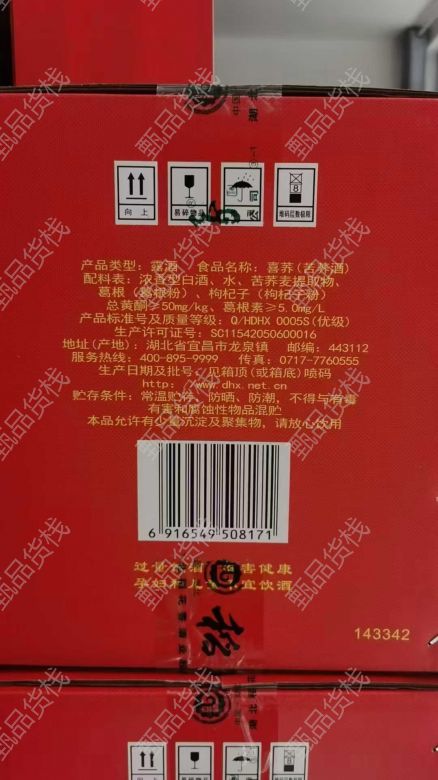 向上
易碎物品
8
堆码层数极限
产品类型：露酒　食品名称：喜荞(苦荞酒)
配料表：浓香型白酒、水、苦荞麦提取物、
葛根（葛根粉）、枸杞子（枸杞子粉）
总黄酮≥50mg/kg、葛根素≥5.0mg/L
产品标准号及质量等级：Q/HDHX 0005S(优级)
生产许可证号：SC11542050600016
地址(产地)：湖北省宜昌市龙泉镇　邮编：443112
服务热线：400-895-9999　传真：0717-7760555
生产日期及批号：见箱顶(或箱底)喷码
http://www.dhx.net.cn
贮存条件：常温贮存、防晒、防潮，不得与有毒
有害和腐蚀性物品混贮
本品允许有少量沉淀及聚集物，请放心饮用
6 916549 508171
过量饮酒　有害健康
孕妇和儿童不宜饮酒
143342
向上
8
甄品货栈